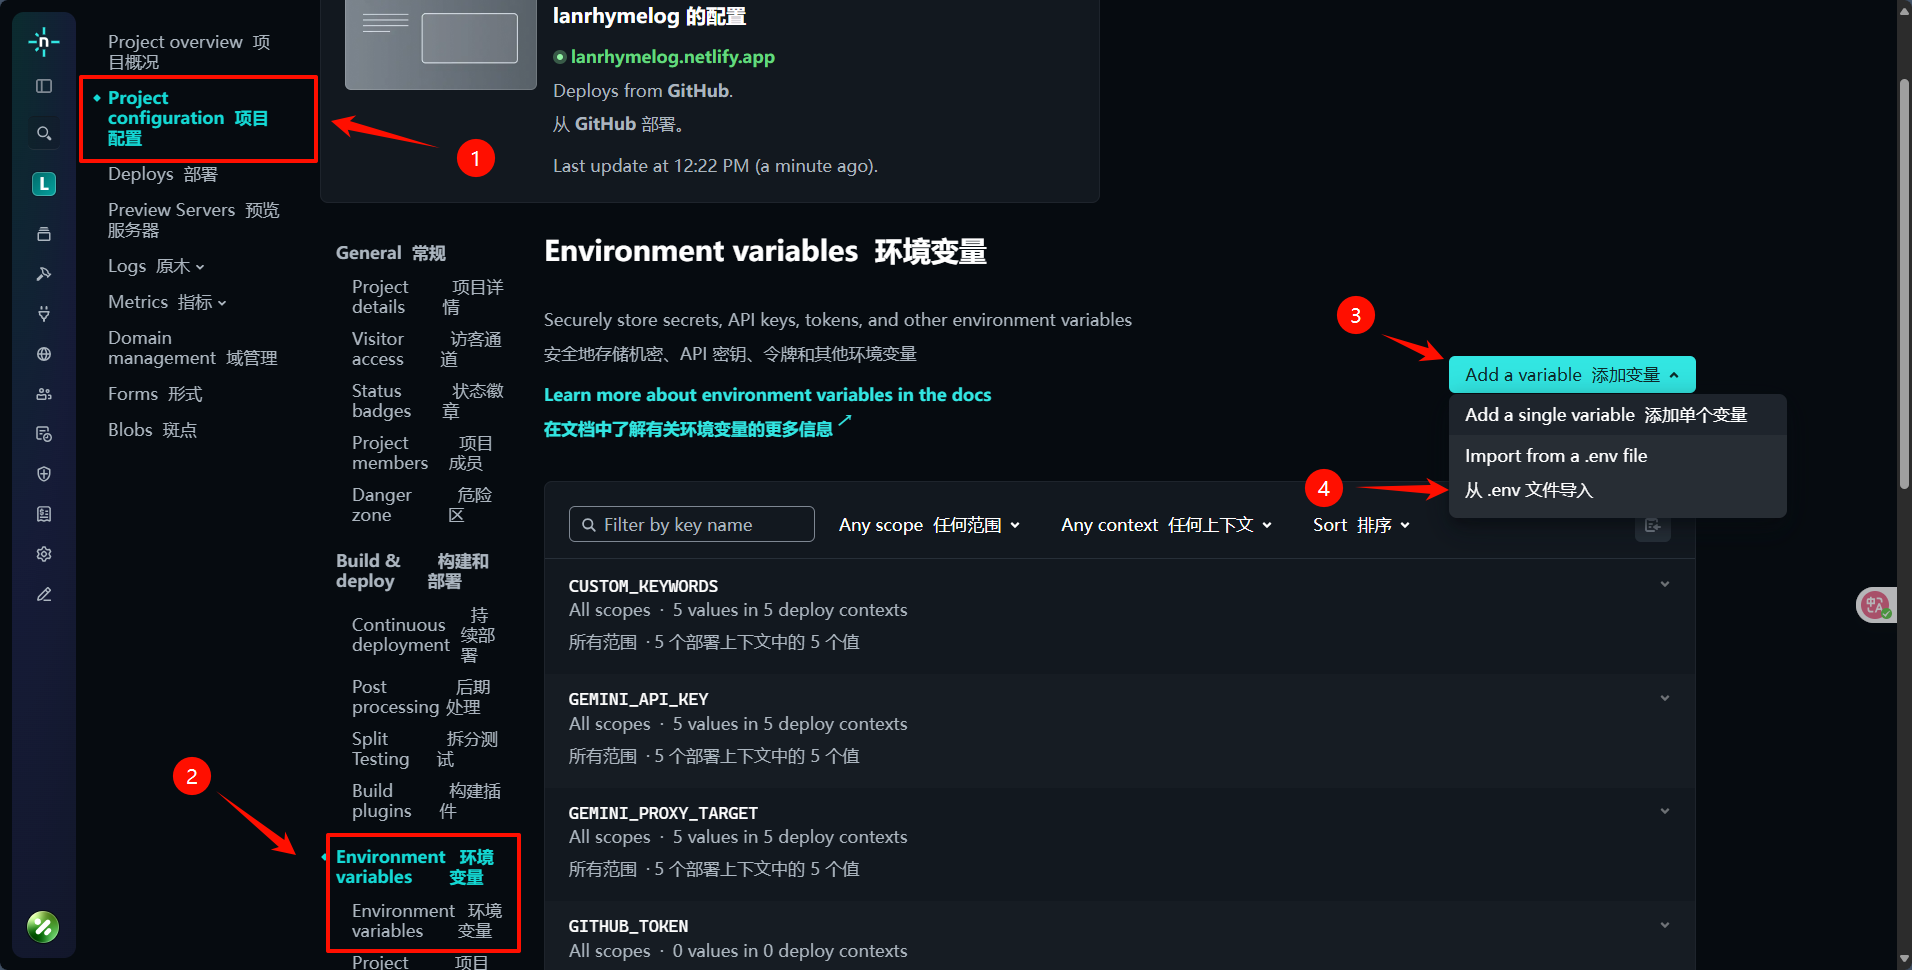 Project overview 项
目概况
Project
configuration 项目
配置
Deploys 部署
Preview Servers 预览
服务器
Logs 原木
Metrics 指标
Domain
management 域管理
Forms 形式
Blobs 斑点
L
1
lanrhymelog 的配置
lanrhymelog.netlify.app
Deploys from GitHub.
从 GitHub 部署。
Last update at 12:22 PM (a minute ago).
General 常规
Project 项目详
details 情
Visitor 访客通
access 道
Status 状态徽
badges 章
Project 项目
members 成员
Danger 危险
zone 区
Build & 构建和
deploy 部署
Continuous 持
deployment 续部
署
Post 后期
processing 处理
Split 拆分测
Testing 试
Build 构建插
plugins 件
2
Environment 环境
variables 变量
Environment 环境
variables 变量
Project 项目
Environment variables 环境变量
Securely store secrets, API keys, tokens, and other environment variables
安全地存储机密、API 密钥、令牌和其他环境变量
Learn more about environment variables in the docs
在文档中了解有关环境变量的更多信息
3
Add a variable 添加变量
Add a single variable 添加单个变量
Import from a .env file
4
从 .env 文件导入
Filter by key name
Any scope 任何范围
Any context 任何上下文
Sort 排序
CUSTOM_KEYWORDS
All scopes · 5 values in 5 deploy contexts
所有范围 · 5 个部署上下文中的 5 个值
GEMINI_API_KEY
All scopes · 5 values in 5 deploy contexts
所有范围 · 5 个部署上下文中的 5 个值
GEMINI_PROXY_TARGET
All scopes · 5 values in 5 deploy contexts
所有范围 · 5 个部署上下文中的 5 个值
GITHUB_TOKEN
All scopes · 0 values in 0 deploy contexts